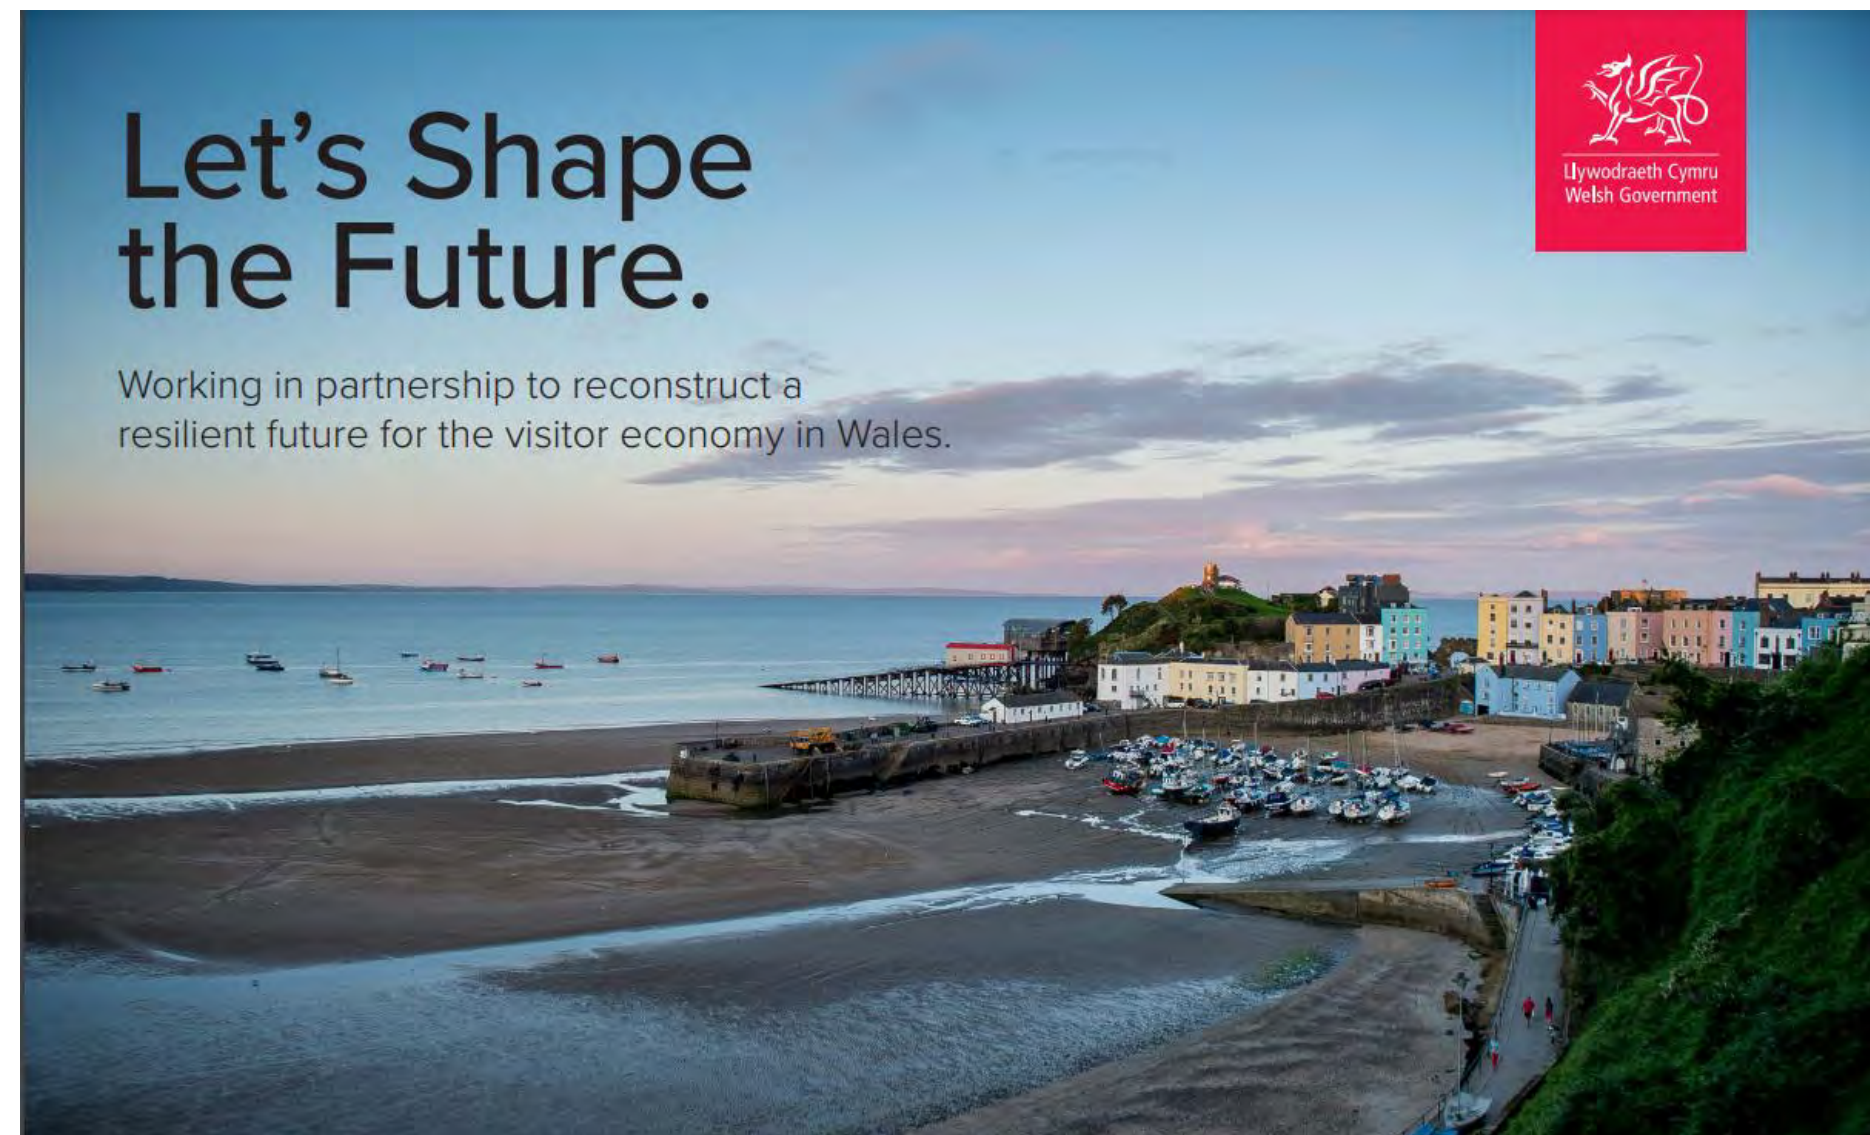 Let's Shape
the Future.
Working in partnership to reconstruct a
resilient future for the visitor economy in Wales.
Llywodraeth Cymru
Welsh Government